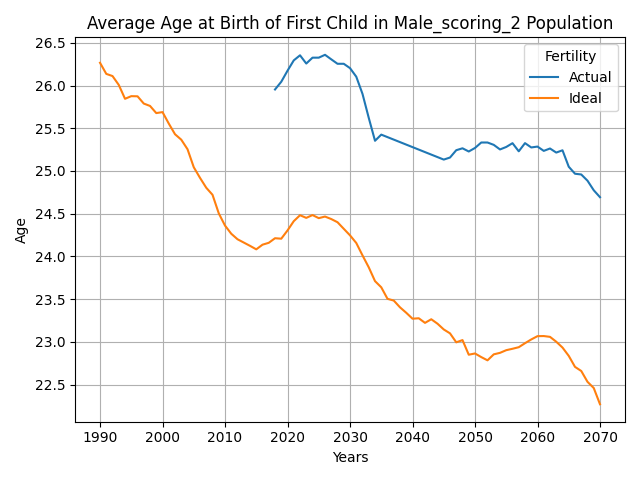 Average Age at Birth of First Child in Male_scoring_2 Population
Fertility
Actual
Ideal
Age
26.5
26.0
25.5
25.0
24.5
24.0
23.5
23.0
22.5
1990 2000 2010 2020 2030 2040 2050 2060 2070
Years